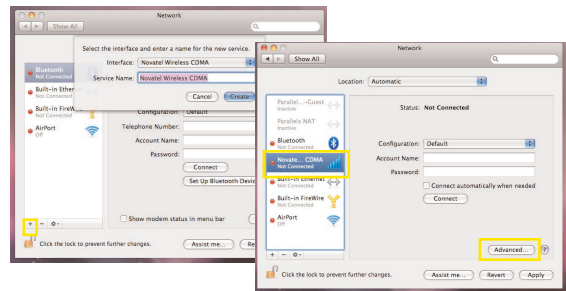 Network
Show All
Select the interface and enter a name for the new service.
Interface: Novatel Wireless CDMA
Service Name: Novatel Wireless CDMA
Cancel Create
Bluetooth
Not Connected
Built-in Ether
Not Connected
Built-in FireW
Not Connected
AirPort
Off
Configuration: Default
Telephone Number:
Account Name:
Password:
Connect
Set Up Bluetooth Devic
Show modem status in menu bar
+ −
Click the lock to prevent further changes.
Assist me... Re
Network
Show All
Location: Automatic
Parallel...-Guest
Inactive
Parallels NAT
Inactive
Bluetooth
Not Connected
Novate... CDMA
Not Connected
Built-in Ethernet
Not Connected
Built-in FireWire
Not Connected
AirPort
Off
Status: Not Connected
Configuration: Default
Account Name:
Password:
Connect automatically when needed
Connect
Advanced... ?
+ −
Click the lock to prevent further changes.
Assist me... Revert Apply